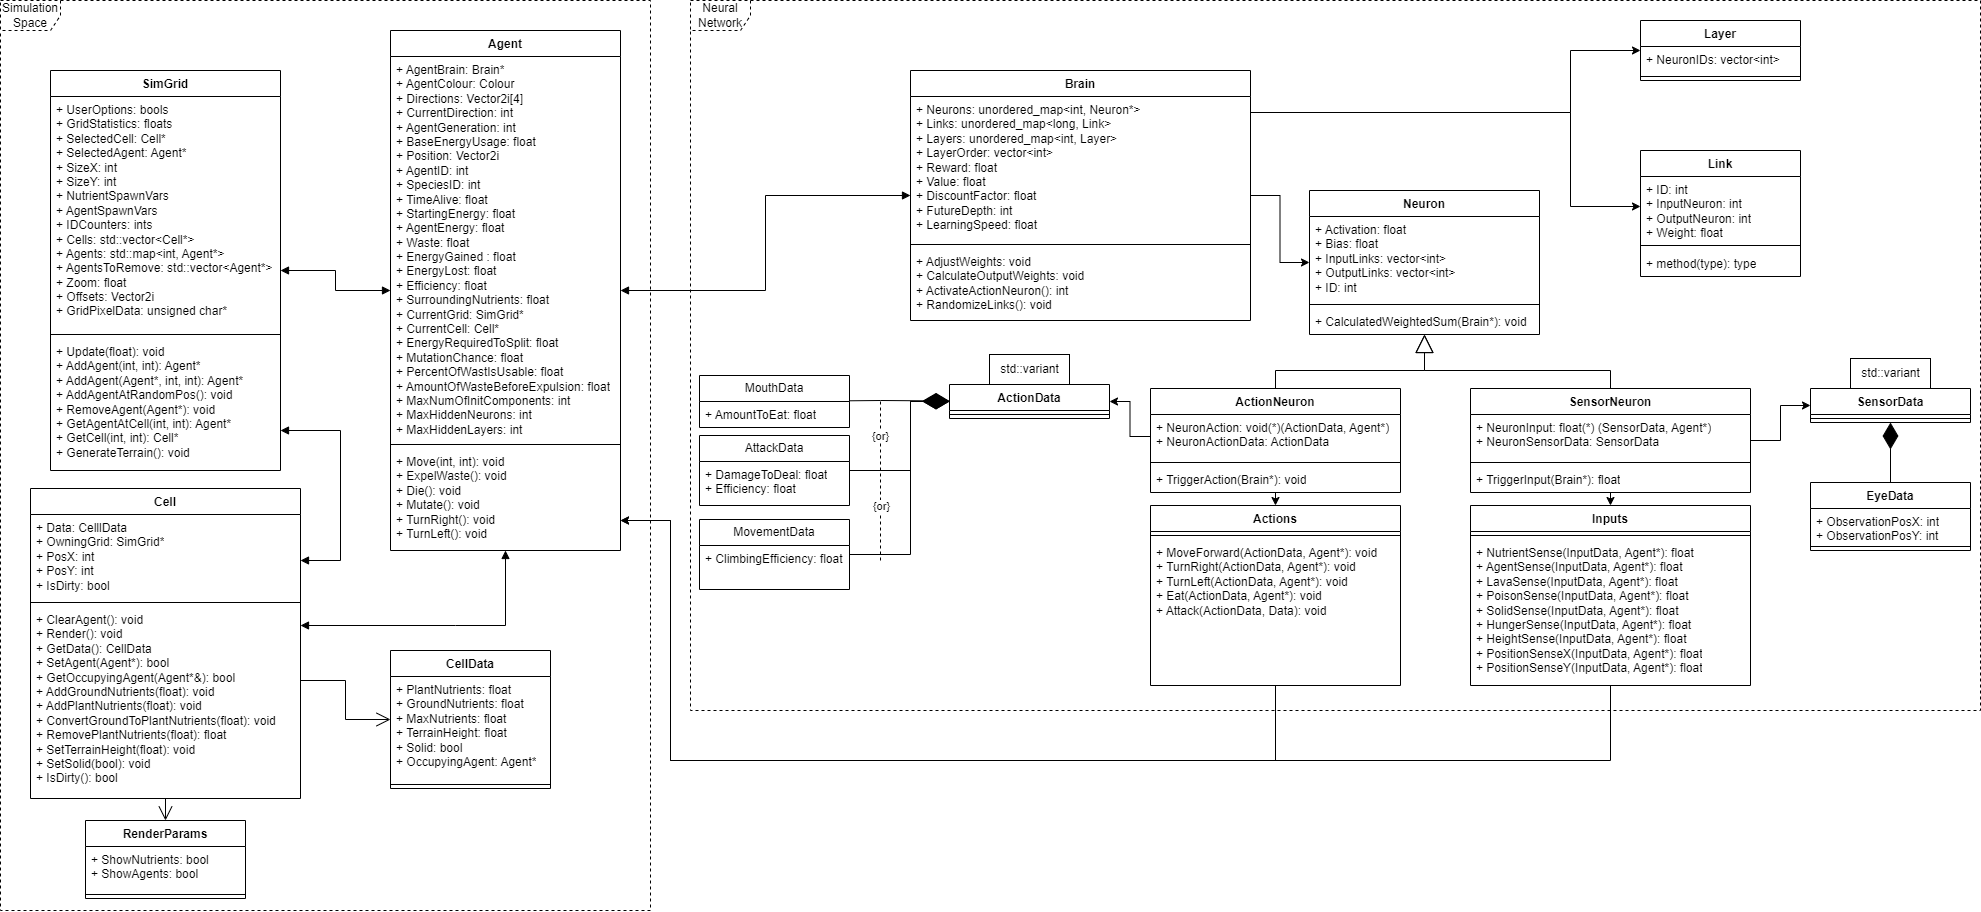 Simulation
Space
SimGrid
+ UserOptions: bools
+ GridStatistics: floats
+ SelectedCell: Cell*
+ SelectedAgent: Agent*
+ SizeX: int
+ SizeY: int
+ NutrientSpawnVars
+ AgentSpawnVars
+ IDCounters: ints
+ Cells: std::vector<Cell*>
+ Agents: std::map<int, Agent*>
+ AgentsToRemove: std::vector<Agent*>
+ Zoom: float
+ Offsets: Vector2i
+ GridPixelData: unsigned char*
+ Update(float): void
+ AddAgent(int, int): Agent*
+ AddAgent(Agent*, int, int): Agent*
+ AddAgentAtRandomPos(): void
+ RemoveAgent(Agent*): void
+ GetAgentAtCell(int, int): Agent*
+ GetCell(int, int): Cell*
+ GenerateTerrain(): void
Cell
+ Data: CelllData
+ OwningGrid: SimGrid*
+ PosX: int
+ PosY: int
+ IsDirty: bool
+ ClearAgent(): void
+ Render(): void
+ GetData(): CellData
+ SetAgent(Agent*): bool
+ GetOccupyingAgent(Agent*&): bool
+ AddGroundNutrients(float): void
+ AddPlantNutrients(float): void
+ ConvertGroundToPlantNutrients(float): void
+ RemovePlantNutrients(float): float
+ SetTerrainHeight(float): void
+ SetSolid(bool): void
+ IsDirty(): bool
RenderParams
+ ShowNutrients: bool
+ ShowAgents: bool
Agent
+ AgentBrain: Brain*
+ AgentColour: Colour
+ Directions: Vector2i[4]
+ CurrentDirection: int
+ AgentGeneration: int
+ BaseEnergyUsage: float
+ Position: Vector2i
+ AgentID: int
+ SpeciesID: int
+ TimeAlive: float
+ StartingEnergy: float
+ AgentEnergy: float
+ Waste: float
+ EnergyGained : float
+ EnergyLost: float
+ Efficiency: float
+ SurroundingNutrients: float
+ CurrentGrid: SimGrid*
+ CurrentCell: Cell*
+ EnergyRequiredToSplit: float
+ MutationChance: float
+ PercentOfWastIsUsable: float
+ AmountOfWasteBeforeExpulsion: float
+ MaxNumOfInitComponents: int
+ MaxHiddenNeurons: int
+ MaxHiddenLayers: int
+ Move(int, int): void
+ ExpelWaste(): void
+ Die(): void
+ Mutate(): void
+ TurnRight(): void
+ TurnLeft(): void
CellData
+ PlantNutrients: float
+ GroundNutrients: float
+ MaxNutrients: float
+ TerrainHeight: float
+ Solid: bool
+ OccupyingAgent: Agent*
Neural
Network
Brain
+ Neurons: unordered_map<int, Neuron*>
+ Links: unordered_map<long, Link>
+ Layers: unordered_map<int, Layer>
+ LayerOrder: vector<int>
+ Reward: float
+ Value: float
+ DiscountFactor: float
+ FutureDepth: int
+ LearningSpeed: float
+ AdjustWeights: void
+ CalculateOutputWeights: void
+ ActivateActionNeuron(): int
+ RandomizeLinks(): void
Layer
+ NeuronIDs: vector<int>
Link
+ ID: int
+ InputNeuron: int
+ OutputNeuron: int
+ Weight: float
+ method(type): type
Neuron
+ Activation: float
+ Bias: float
+ InputLinks: vector<int>
+ OutputLinks: vector<int>
+ ID: int
+ CalculatedWeightedSum(Brain*): void
MouthData
+ AmountToEat: float
AttackData
+ DamageToDeal: float
+ Efficiency: float
MovementData
+ ClimbingEfficiency: float
{or}
{or}
std::variant
ActionData
ActionNeuron
+ NeuronAction: void(*)(ActionData, Agent*)
+ NeuronActionData: ActionData
+ TriggerAction(Brain*): void
Actions
+ MoveForward(ActionData, Agent*): void
+ TurnRight(ActionData, Agent*): void
+ TurnLeft(ActionData, Agent*): void
+ Eat(ActionData, Agent*): void
+ Attack(ActionData, Data): void
SensorNeuron
+ NeuronInput: float(*) (SensorData, Agent*)
+ NeuronSensorData: SensorData
+ TriggerInput(Brain*): float
Inputs
+ NutrientSense(InputData, Agent*): float
+ AgentSense(InputData, Agent*): float
+ LavaSense(InputData, Agent*): float
+ PoisonSense(InputData, Agent*): float
+ SolidSense(InputData, Agent*): float
+ HungerSense(InputData, Agent*): float
+ HeightSense(InputData, Agent*): float
+ PositionSenseX(InputData, Agent*): float
+ PositionSenseY(InputData, Agent*): float
std::variant
SensorData
EyeData
+ ObservationPosX: int
+ ObservationPosY: int